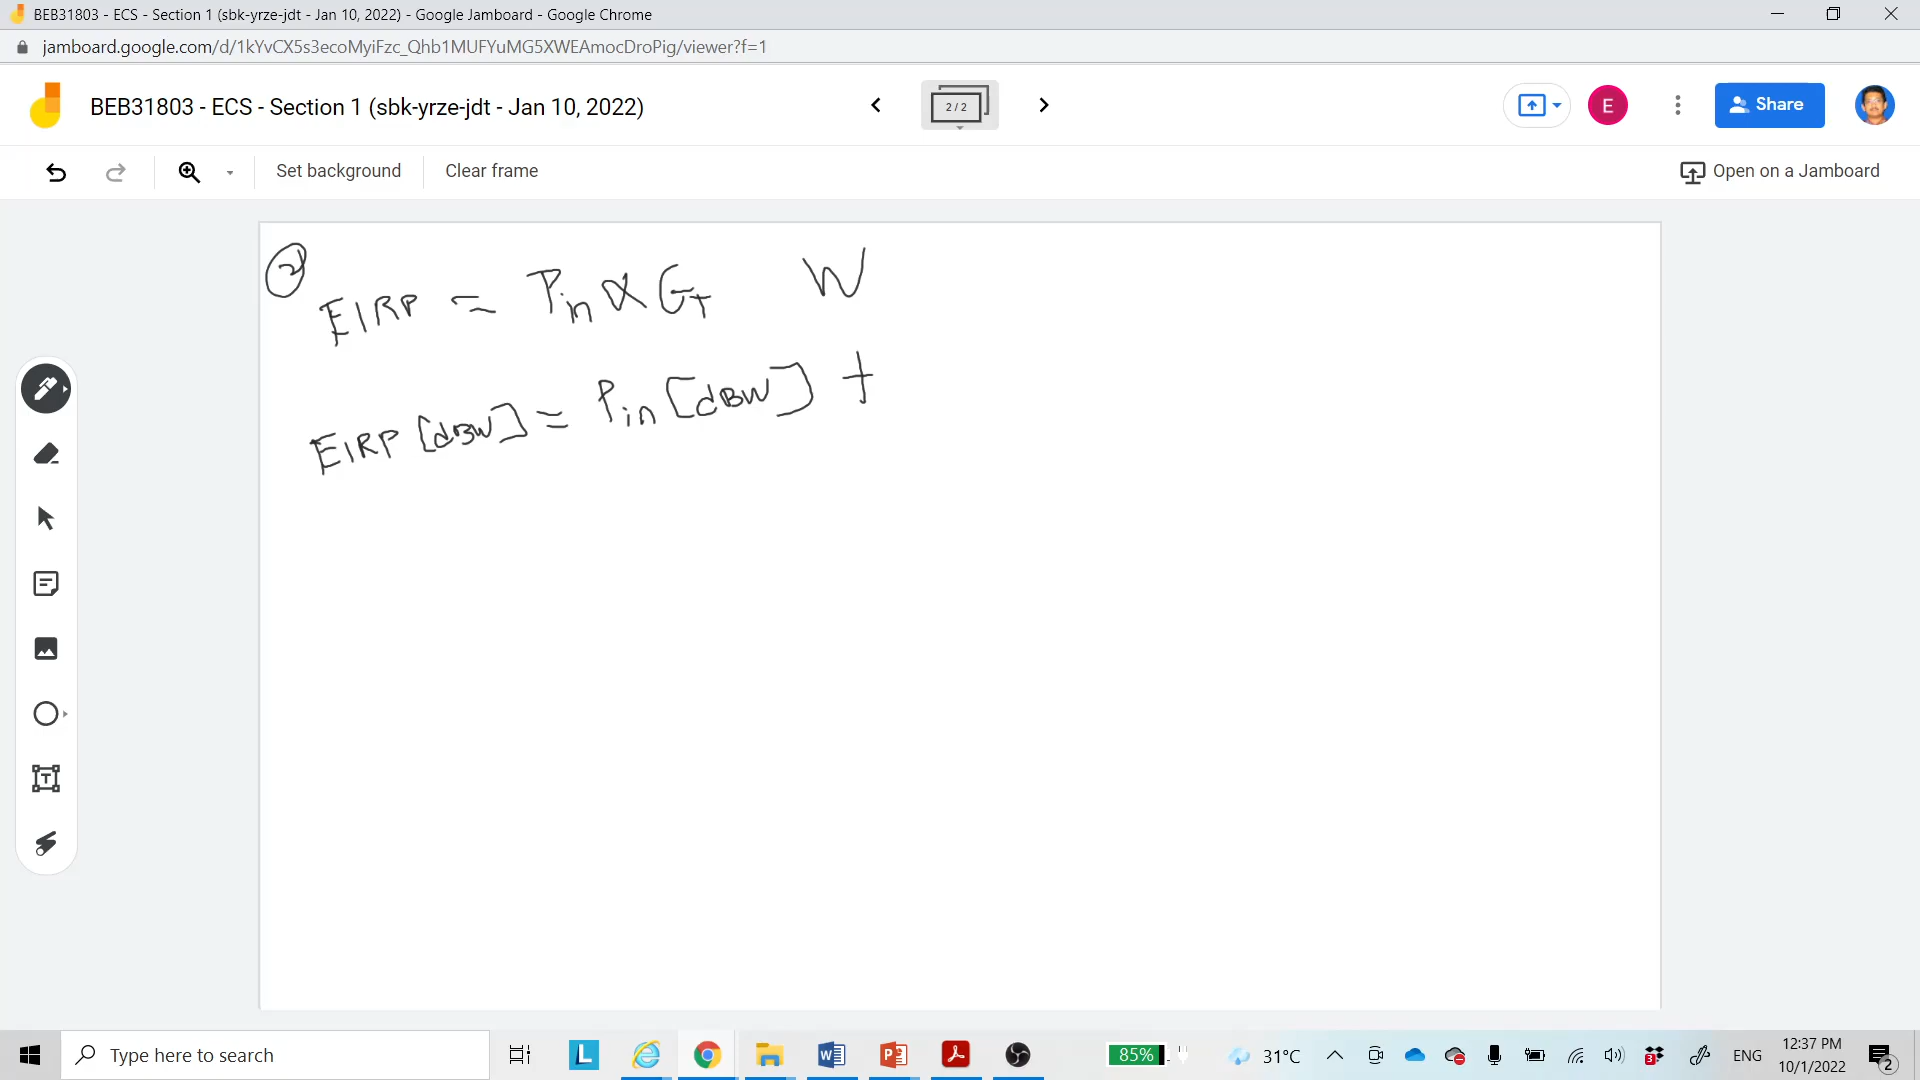 BEB31803 - ECS - Section 1 (sbk-yrze-jdt - Jan 10, 2022) - Google Jamboard - Google Chrome
jamboard.google.com/d/1kYvCX5s3ecoMyiFzc_Qhb1MUFYuMG5XWEAmocDroPig/viewer?f=1
BEB31803 - ECS - Section 1 (sbk-yrze-jdt - Jan 10, 2022)
2 / 2
E
Share
Set background
Clear frame
Open on a Jamboard
2
EIRP = Pin α GT W
EIRP [dBW] = Pin [dBW] +
T
Type here to search
L
85%
31°C
3
ENG
12:37 PM
10/1/2022
2